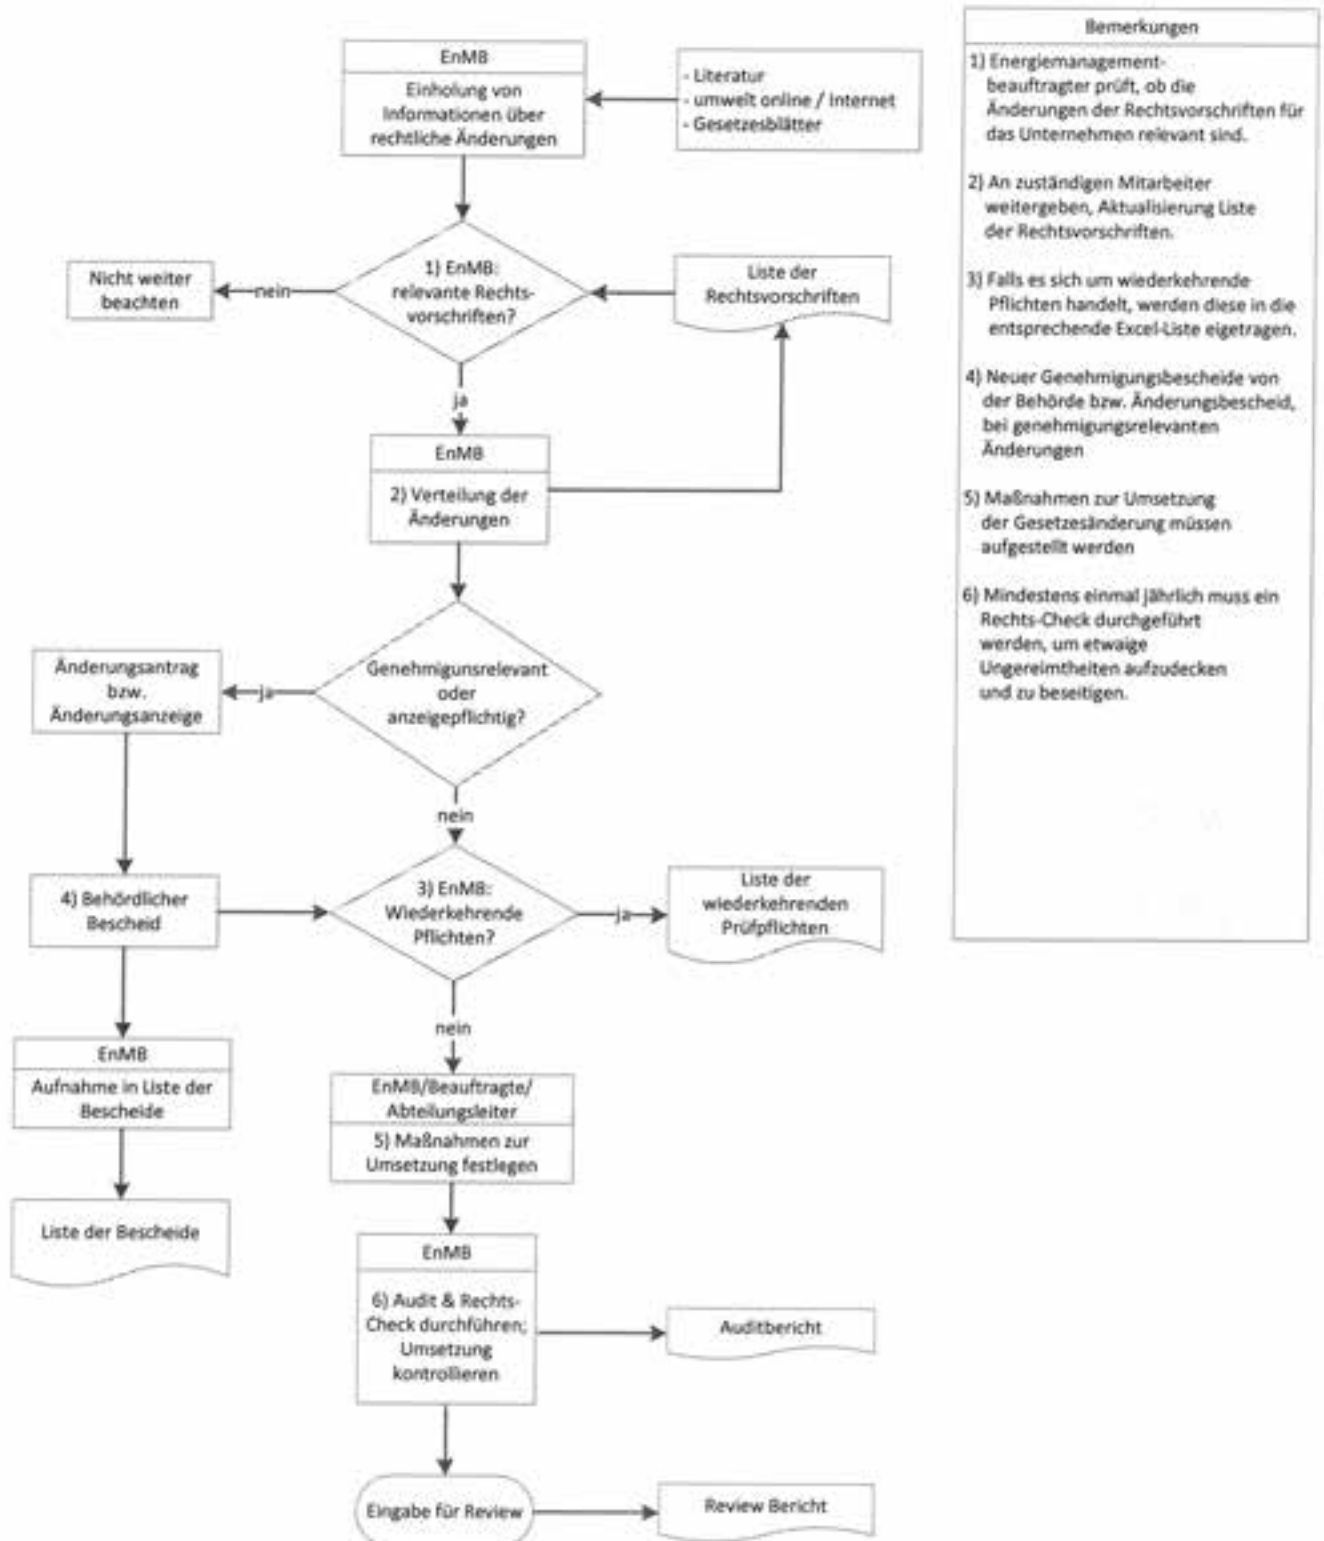 EnMB
Einholung von
Informationen über
rechtliche Änderungen
- Literatur
- umwelt online / Internet
- Gesetzesblätter
1) EnMB:
relevante Rechts-
vorschriften?
nein
Nicht weiter
beachten
Liste der
Rechtsvorschriften
ja
EnMB
2) Verteilung der
Änderungen
Genehmigunsrelevant
oder
anzeigepflichtig?
ja
Änderungsantrag
bzw.
Änderungsanzeige
nein
4) Behördlicher
Bescheid
3) EnMB:
Wiederkehrende
Pflichten?
ja
Liste der
wiederkehrenden
Prüfpflichten
nein
EnMB
Aufnahme in Liste der
Bescheide
Liste der Bescheide
EnMB/Beauftragte/
Abteilungsleiter
5) Maßnahmen zur
Umsetzung festlegen
EnMB
6) Audit & Rechts-
Check durchführen;
Umsetzung
kontrollieren
Auditbericht
Eingabe für Review
Review Bericht
Bemerkungen
1) Energiemanagement-
beauftragter prüft, ob die
Änderungen der Rechtsvorschriften für
das Unternehmen relevant sind.
2) An zuständigen Mitarbeiter
weitergeben, Aktualisierung Liste
der Rechtsvorschriften.
3) Falls es sich um wiederkehrende
Pflichten handelt, werden diese in die
entsprechende Excel-Liste eigetragen.
4) Neuer Genehmigungsbescheide von
der Behörde bzw. Änderungsbescheid,
bei genehmigungsrelevanten
Änderungen
5) Maßnahmen zur Umsetzung
der Gesetzesänderung müssen
aufgestellt werden
6) Mindestens einmal jährlich muss ein
Rechts-Check durchgeführt
werden, um etwaige
Ungereimtheiten aufzudecken
und zu beseitigen.